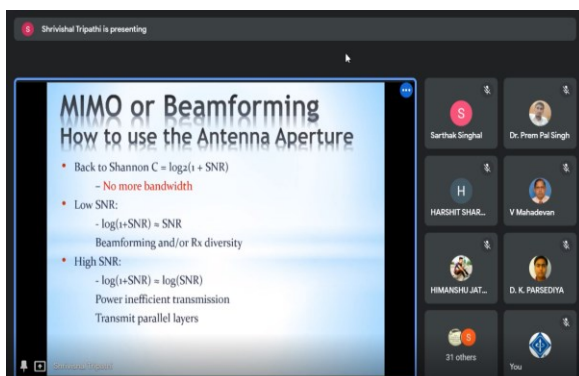 S Shrivishal Tripathi is presenting
MIMO or Beamforming
How to use the Antenna Aperture
• Back to Shannon C = log2(1 + SNR)
– No more bandwidth
• Low SNR:
- log(1+SNR) ≈ SNR
Beamforming and/or Rx diversity
• High SNR:
- log(1+SNR) ≈ log(SNR)
Power inefficient transmission
Transmit parallel layers
Shrivishal Tripathi
S
Sarthak Singhal
Dr. Prem Pal Singh
H
HARSHIT SHAR...
V Mahadevan
HIMANSHU JAT...
D. K. PARSEDIYA
S
31 others
You